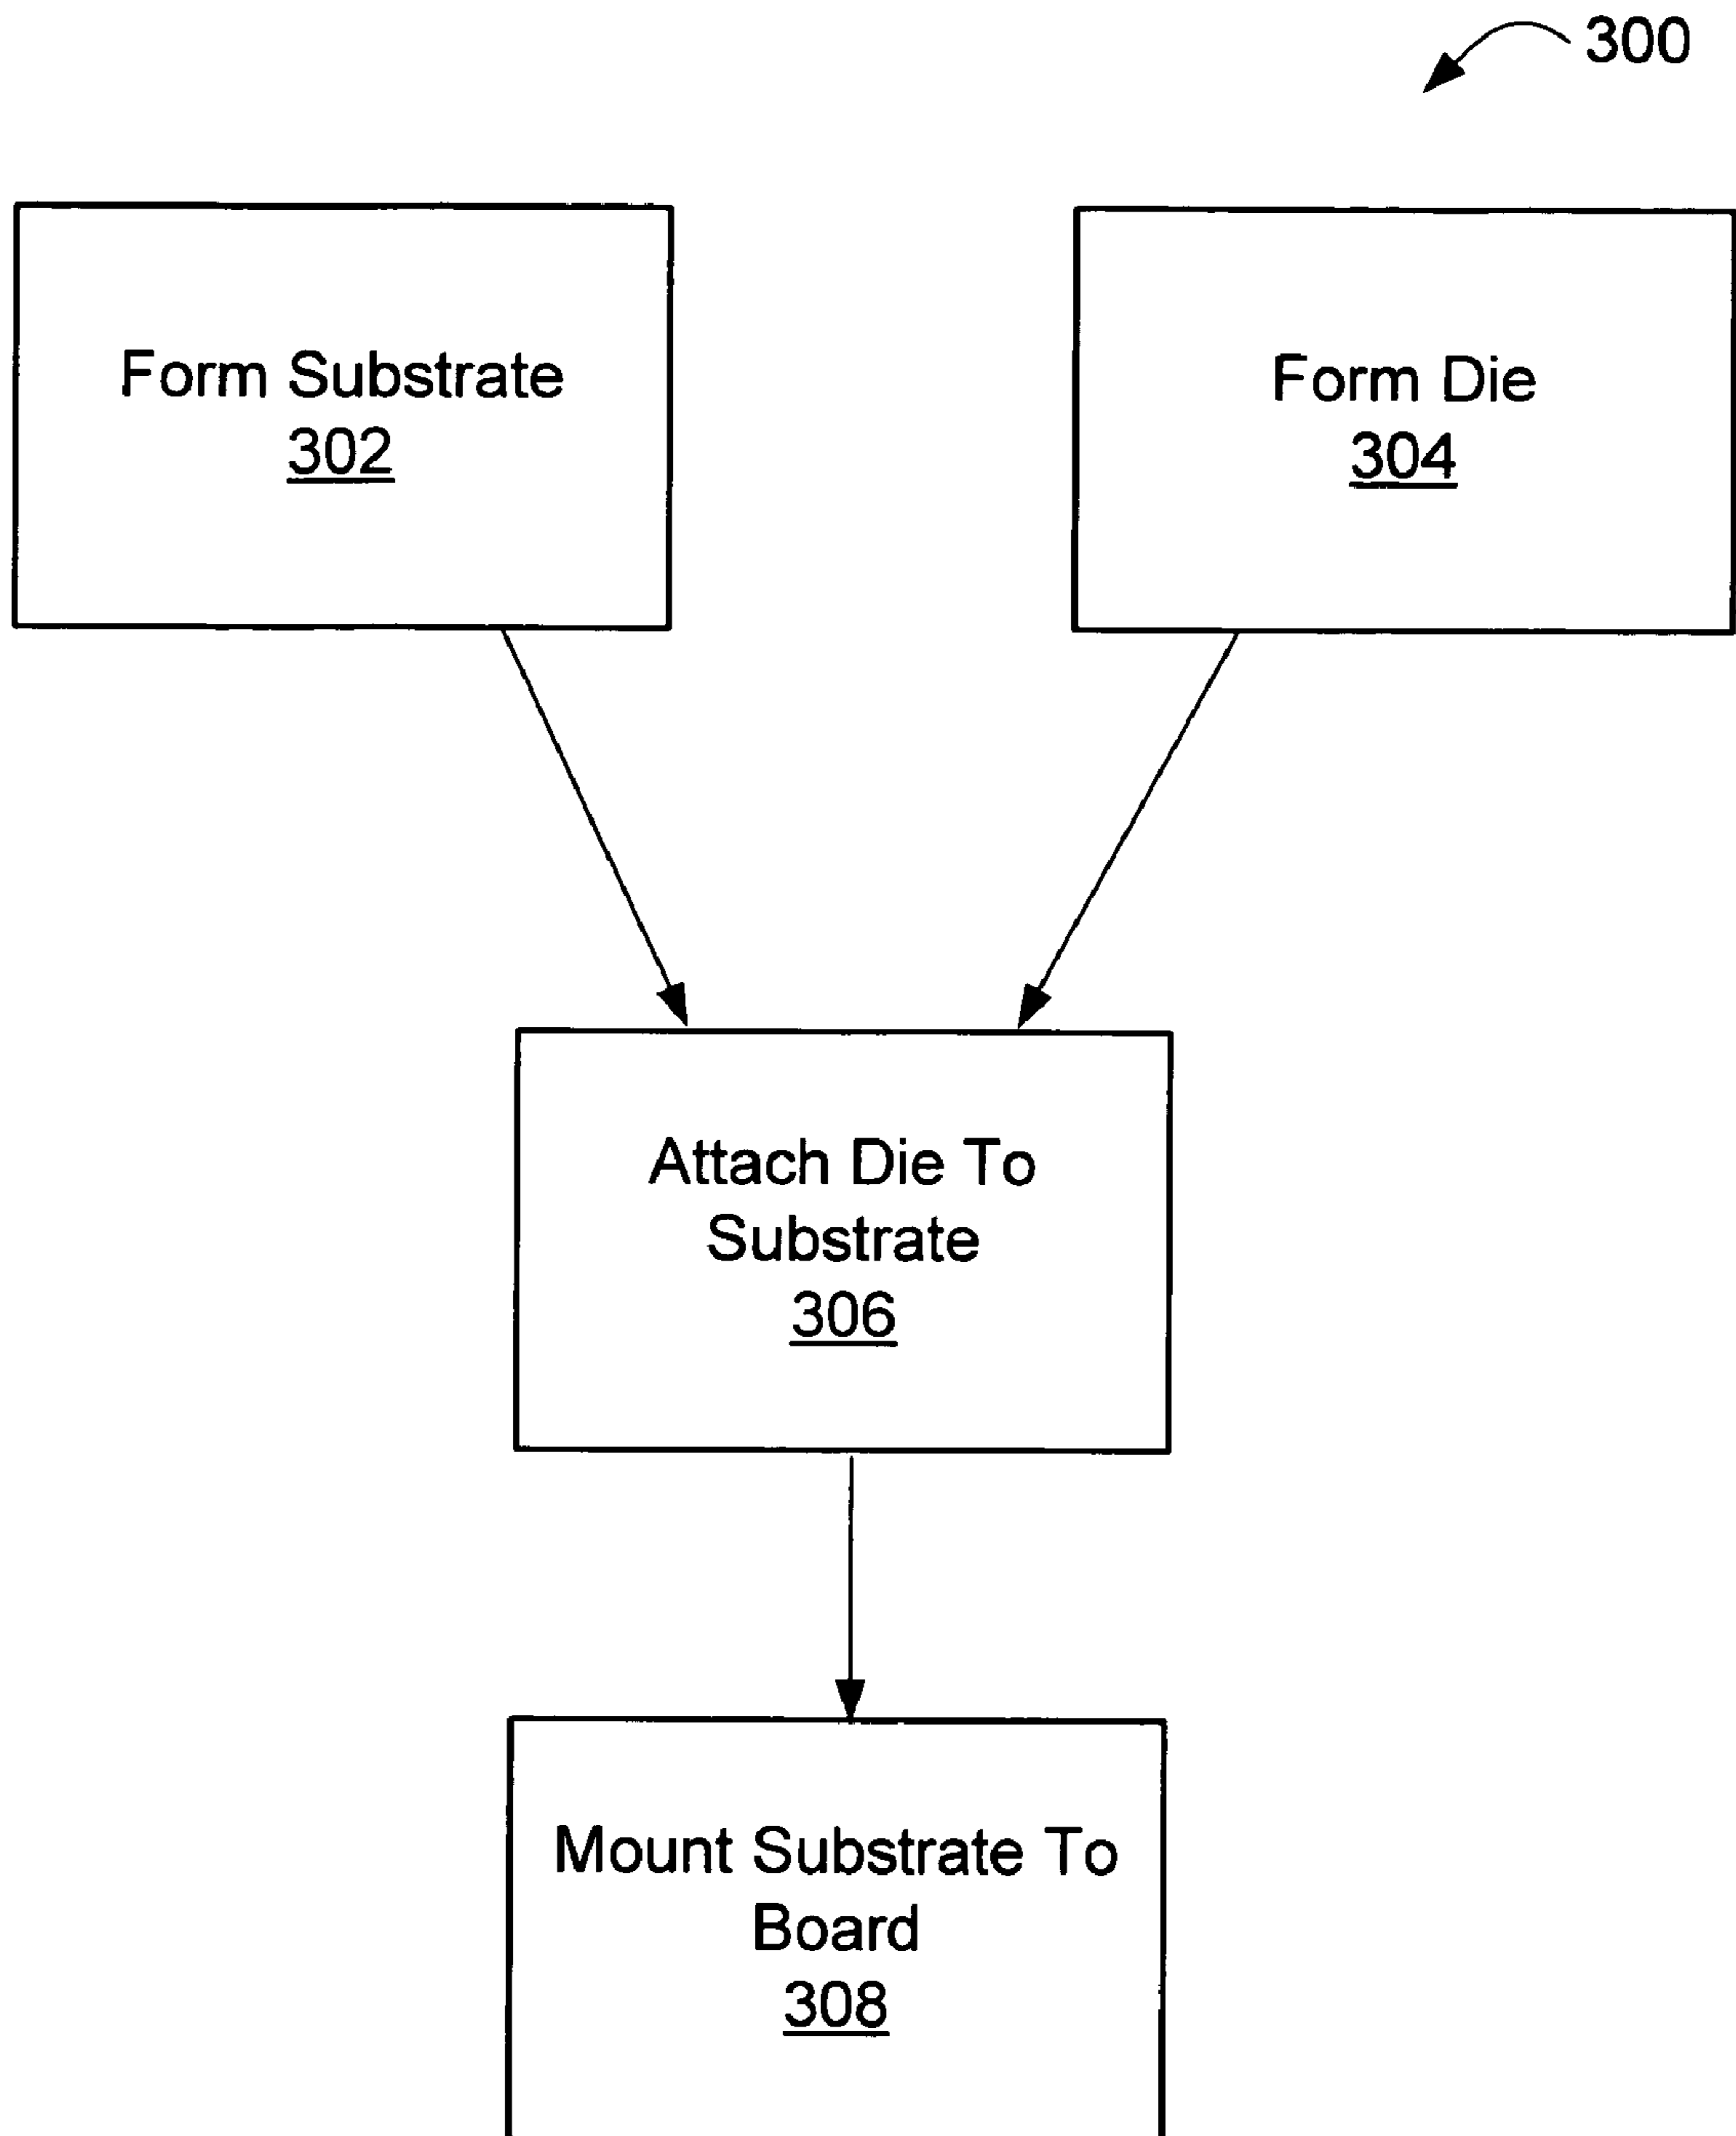 300
Form Substrate
302
Form Die
304
Attach Die To
Substrate
306
Mount Substrate To
Board
308